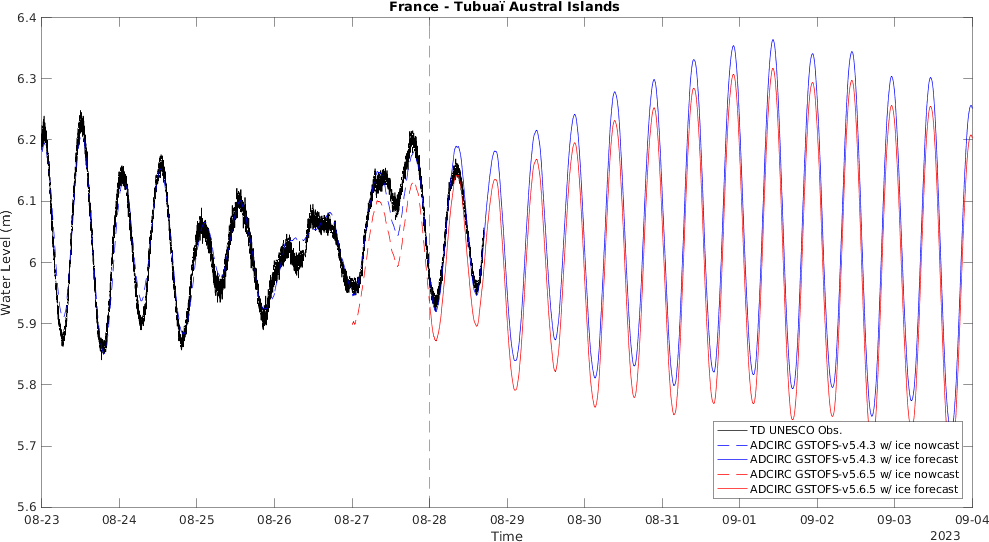 France - Tubuaï Austral Islands
Water Level (m)
6.4
6.3
6.2
6.1
6
5.9
5.8
5.7
5.6
TD UNESCO Obs.
ADCIRC GSTOFS-v5.4.3 w/ ice nowcast
ADCIRC GSTOFS-v5.4.3 w/ ice forecast
ADCIRC GSTOFS-v5.6.5 w/ ice nowcast
ADCIRC GSTOFS-v5.6.5 w/ ice forecast
08-23 08-24 08-25 08-26 08-27 08-28 08-29 08-30 08-31 09-01 09-02 09-03 09-04
Time
2023